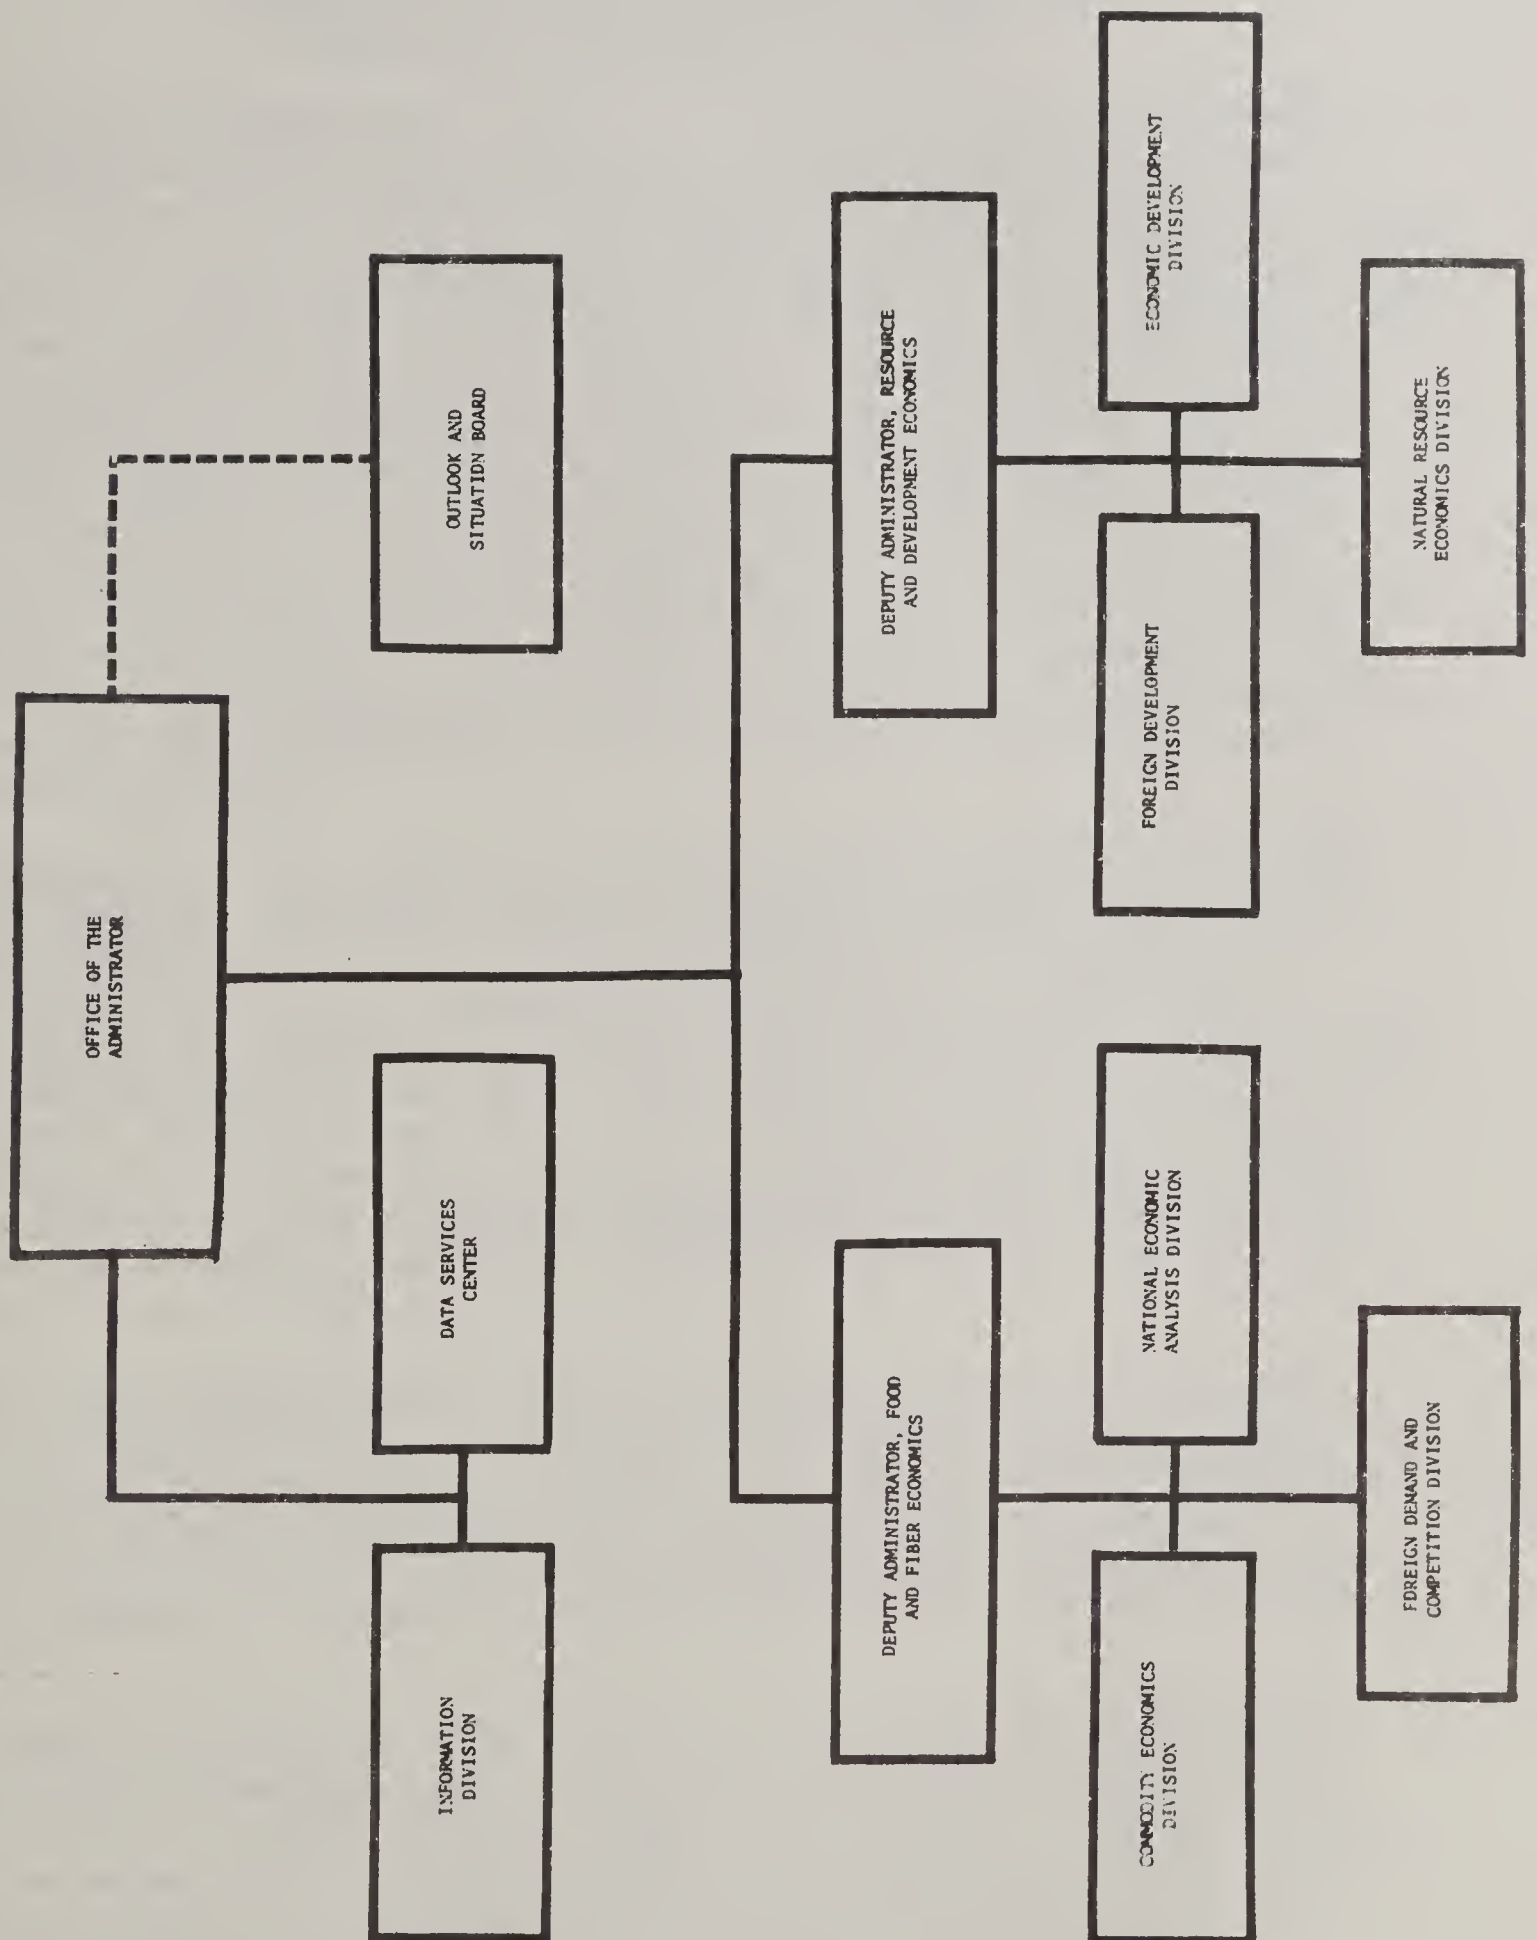 OFFICE OF THE
ADMINISTRATOR
INFORMATION
DIVISION
DATA SERVICES
CENTER
OUTLOOK AND
SITUATION BOARD
DEPUTY ADMINISTRATOR, FOOD
AND FIBER ECONOMICS
DEPUTY ADMINISTRATOR, RESOURCE
AND DEVELOPMENT ECONOMICS
COMMODITY ECONOMICS
DIVISION
NATIONAL ECONOMIC
ANALYSIS DIVISION
FOREIGN DEVELOPMENT
DIVISION
ECONOMIC DEVELOPMENT
DIVISION
FOREIGN DEMAND AND
COMPETITION DIVISION
NATURAL RESOURCE
ECONOMICS DIVISION